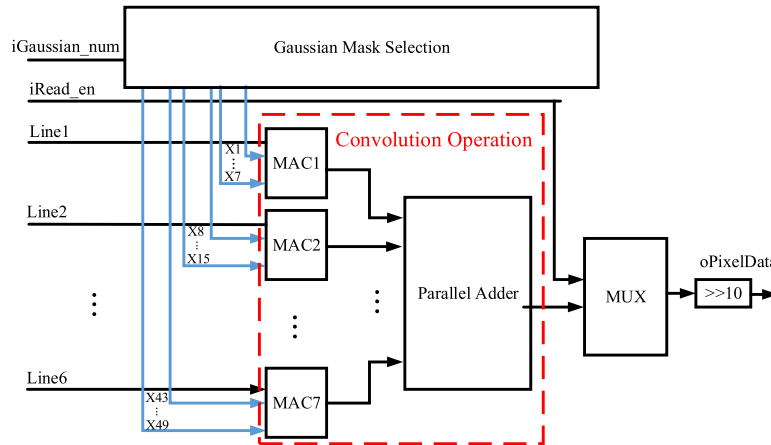 Gaussian Mask Selection
iGaussian_num
iRead_en
Line1
Convolution Operation
X1
MAC1
X7
Line2
X8
MAC2
X15
oPixelData
Parallel Adder
MUX
>>10
Line6
X43
MAC7
X49